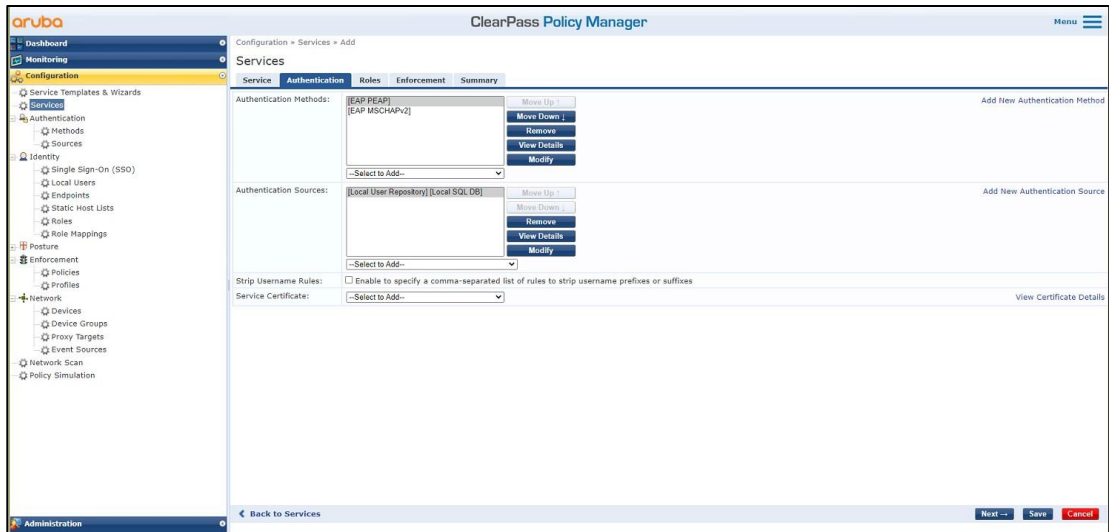 aruba
ClearPass Policy Manager
Menu
Dashboard
Monitoring
Configuration
Service Templates & Wizards
Services
Authentication
Methods
Sources
Identity
Single Sign-On (SSO)
Local Users
Endpoints
Static Host Lists
Roles
Role Mappings
Posture
Enforcement
Policies
Profiles
Network
Devices
Device Groups
Proxy Targets
Event Sources
Network Scan
Policy Simulation
Administration
Configuration » Services » Add
Services
Service Authentication Roles Enforcement Summary
Authentication Methods:
[EAP PEAP]
[EAP MSCHAPv2]
--Select to Add--
Move Up ↑
Move Down ↓
Remove
View Details
Modify
Add New Authentication Method
Authentication Sources:
[Local User Repository] [Local SQL DB]
--Select to Add--
Move Up ↑
Move Down ↓
Remove
View Details
Modify
Add New Authentication Source
Strip Username Rules: Enable to specify a comma-separated list of rules to strip username prefixes or suffixes
Service Certificate: --Select to Add-- View Certificate Details
Back to Services
Next → Save Cancel